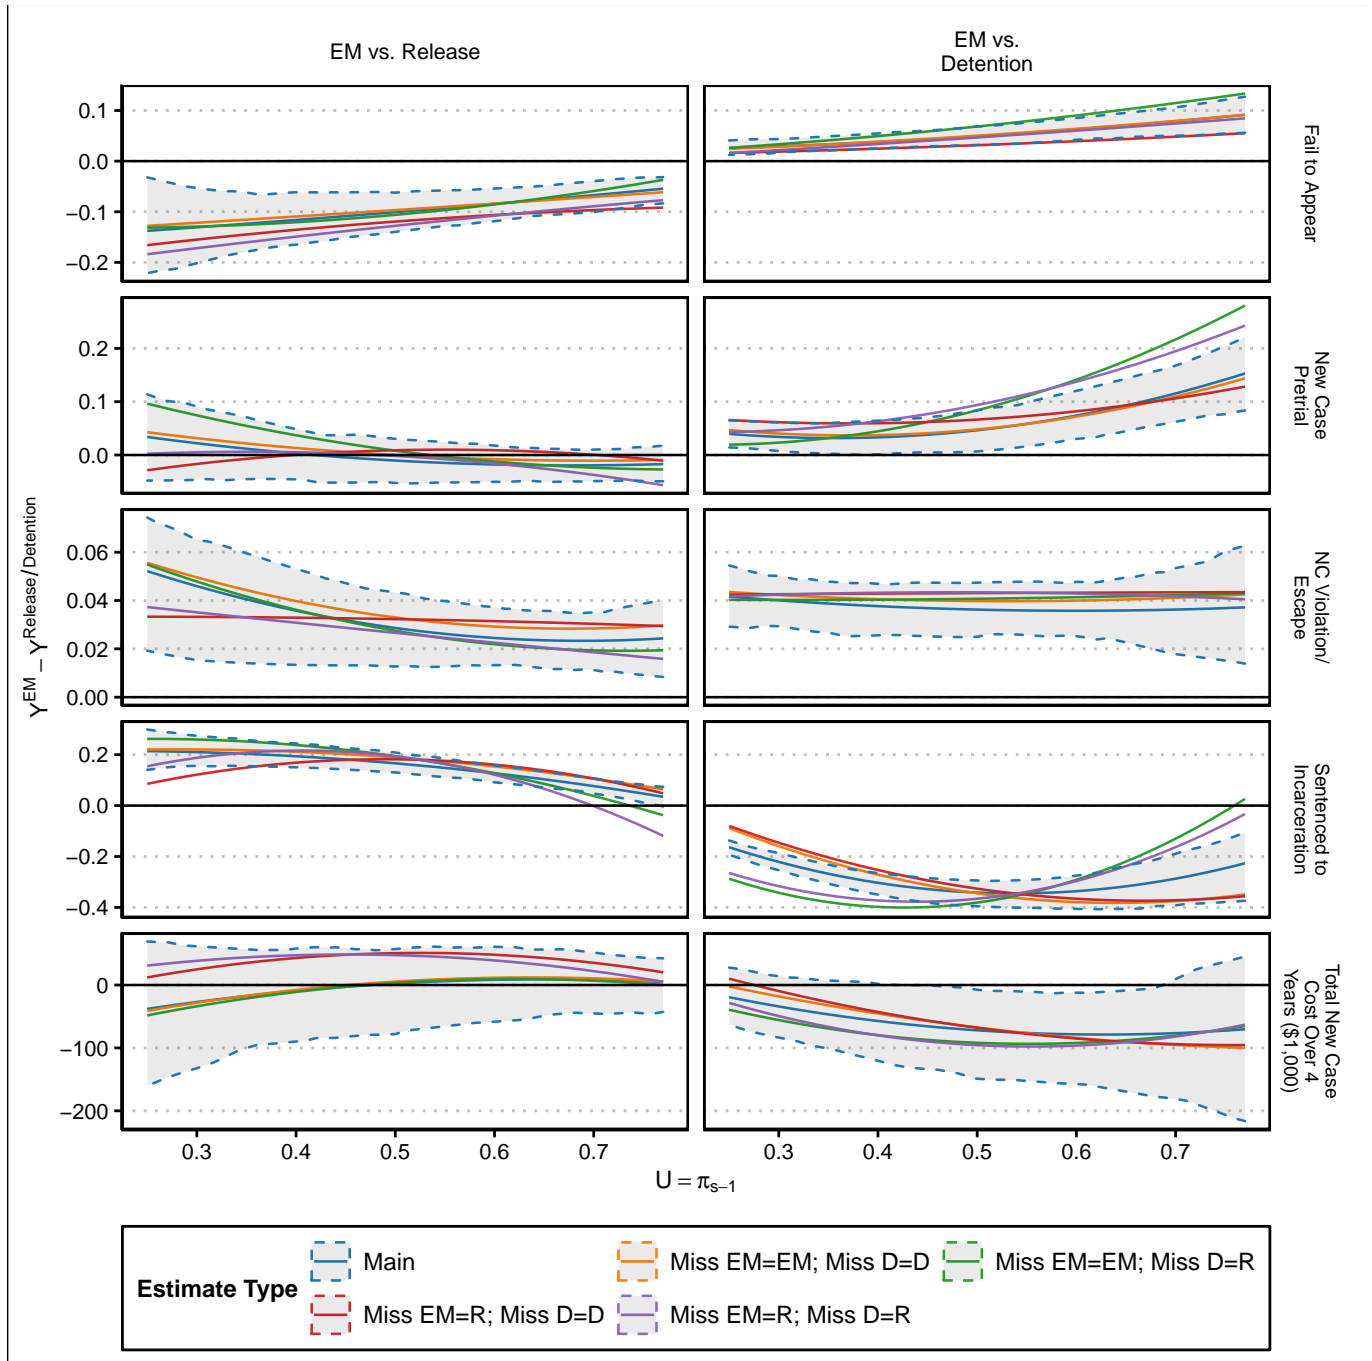 EM vs. Release
EM vs.
Detention
0.1
0.0
−0.1
−0.2
Fail to Appear
0.2
0.1
0.0
New Case
Pretrial
0.06
0.04
0.02
0.00
NC Violation/
Escape
0.2
0.0
−0.2
−0.4
Sentenced to
Incarceration
0
−100
−200
Total New Case
Cost Over 4
Years ($1,000)
Y^EM − Y^Release/Detention
0.3 0.4 0.5 0.6 0.7 0.3 0.4 0.5 0.6 0.7
U = π_s−1
Estimate Type
Main
Miss EM=EM; Miss D=D
Miss EM=EM; Miss D=R
Miss EM=R; Miss D=D
Miss EM=R; Miss D=R